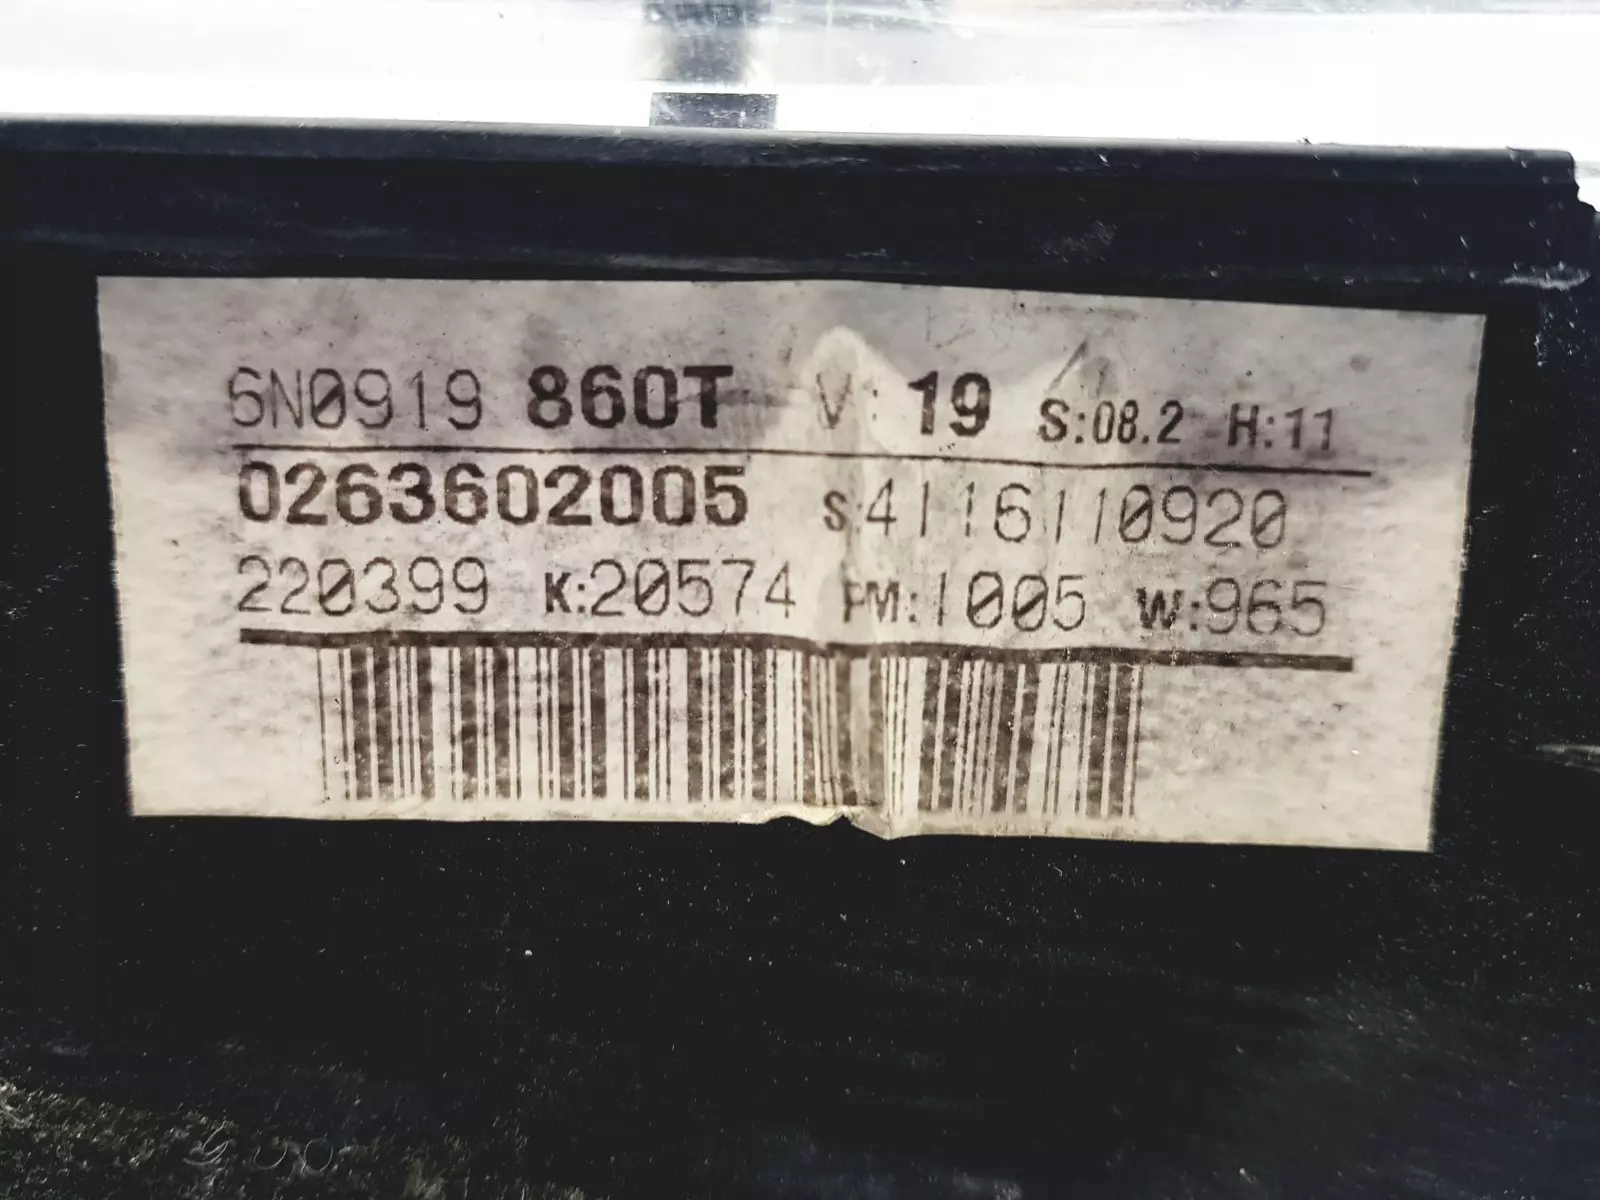 6N0919 860T V: 19 S:08.2 H:11
0263602005 S:4116110920
220399 K:20574 PM:1005 W:965